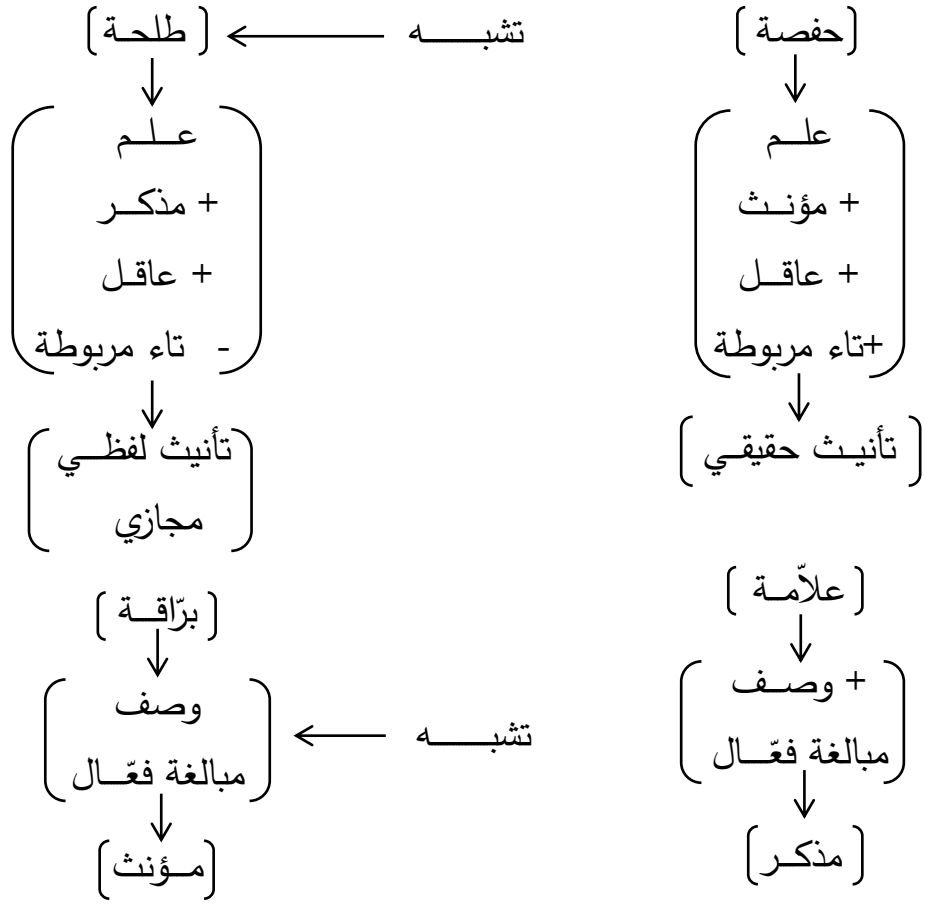 [حفصة] تشبه [طلحة]
علم علم
+ مؤنث + مذكر
+ عاقل + عاقل
+تاء مربوطة - تاء مربوطة
[تأنيث حقيقي] تأنيث لفظي
مجازي
[علاّمة] [برّاقة]
+ وصف وصف
تشبه
مبالغة فعّال مبالغة فعّال
[مذكر] [مؤنث]